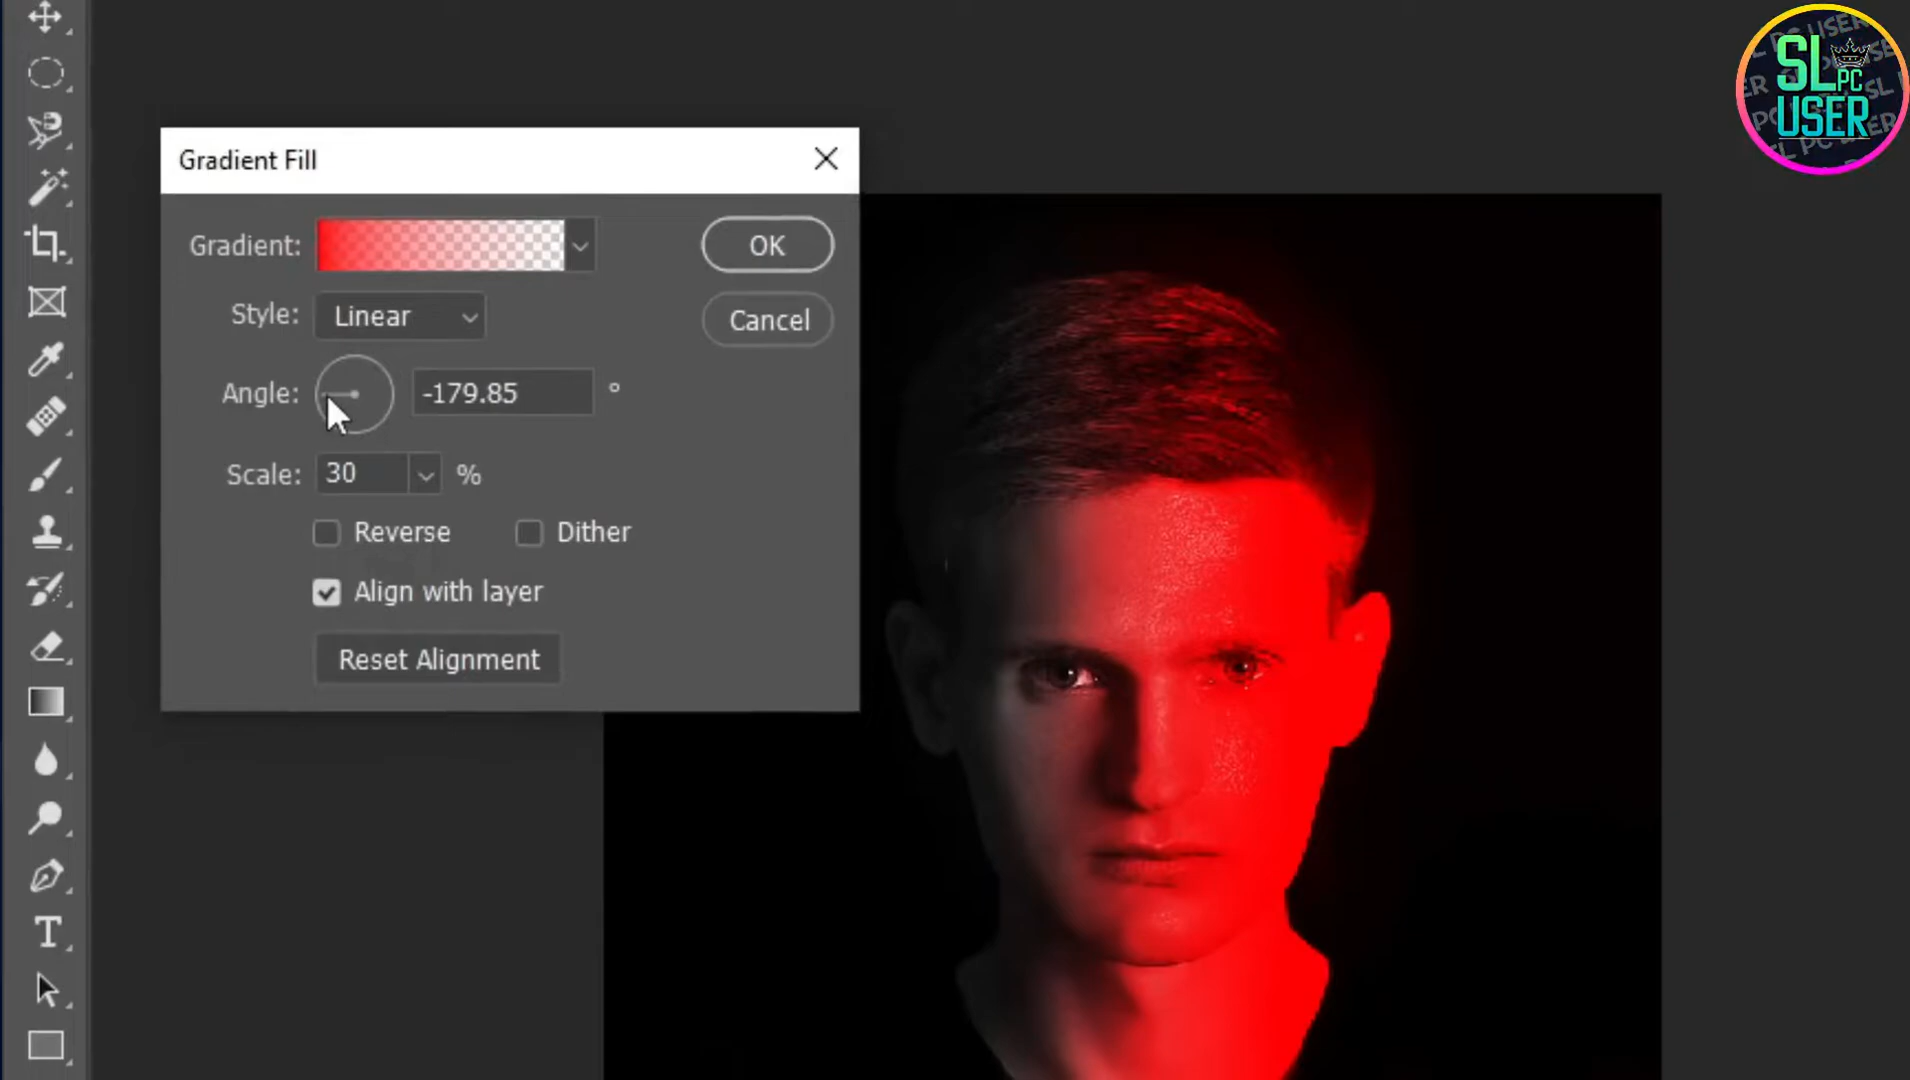 SL
PC
USER
Gradient Fill
Gradient:
OK
Style: Linear
Cancel
Angle: -179.85 °
Scale: 30 %
Reverse Dither
Align with layer
Reset Alignment